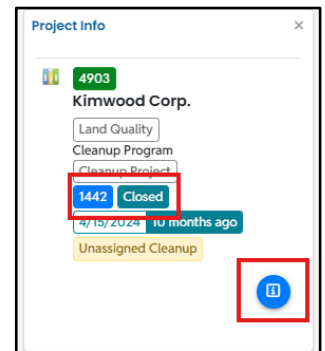 Project Info ×
4903
Kimwood Corp.
Land Quality
Cleanup Program
Cleanup Project
1442 Closed
4/15/2024 10 months ago
Unassigned Cleanup